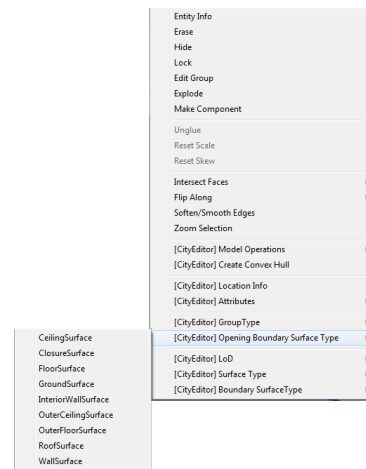 Entity Info
Erase
Hide
Lock
Edit Group
Explode
Make Component
Unglue
Reset Scale
Reset Skew
Intersect Faces
Flip Along
Soften/Smooth Edges
Zoom Selection
[CityEditor] Model Operations
[CityEditor] Create Convex Hull
[CityEditor] Location Info
[CityEditor] Attributes
[CityEditor] GroupType
[CityEditor] Opening Boundary Surface Type
[CityEditor] LoD
[CityEditor] Surface Type
[CityEditor] Boundary SurfaceType
CeilingSurface
ClosureSurface
FloorSurface
GroundSurface
InteriorWallSurface
OuterCeilingSurface
OuterFloorSurface
RoofSurface
WallSurface